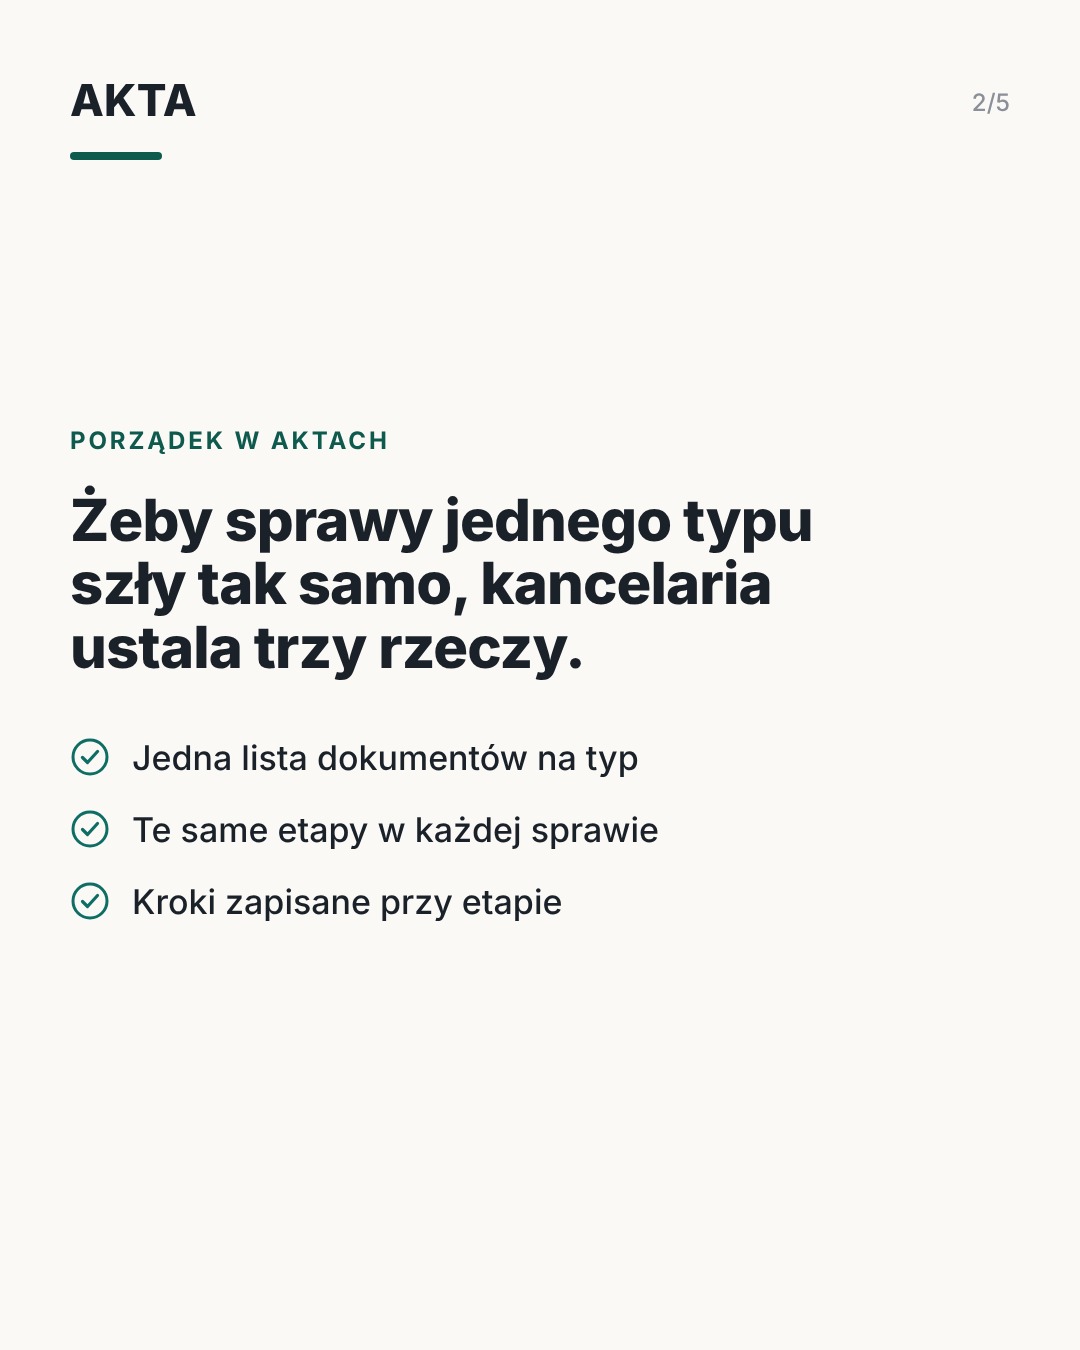 AKTA
2/5
PORZĄDEK W AKTACH
Żeby sprawy jednego typu
szły tak samo, kancelaria
ustala trzy rzeczy.
Jedna lista dokumentów na typ
Te same etapy w każdej sprawie
Kroki zapisane przy etapie